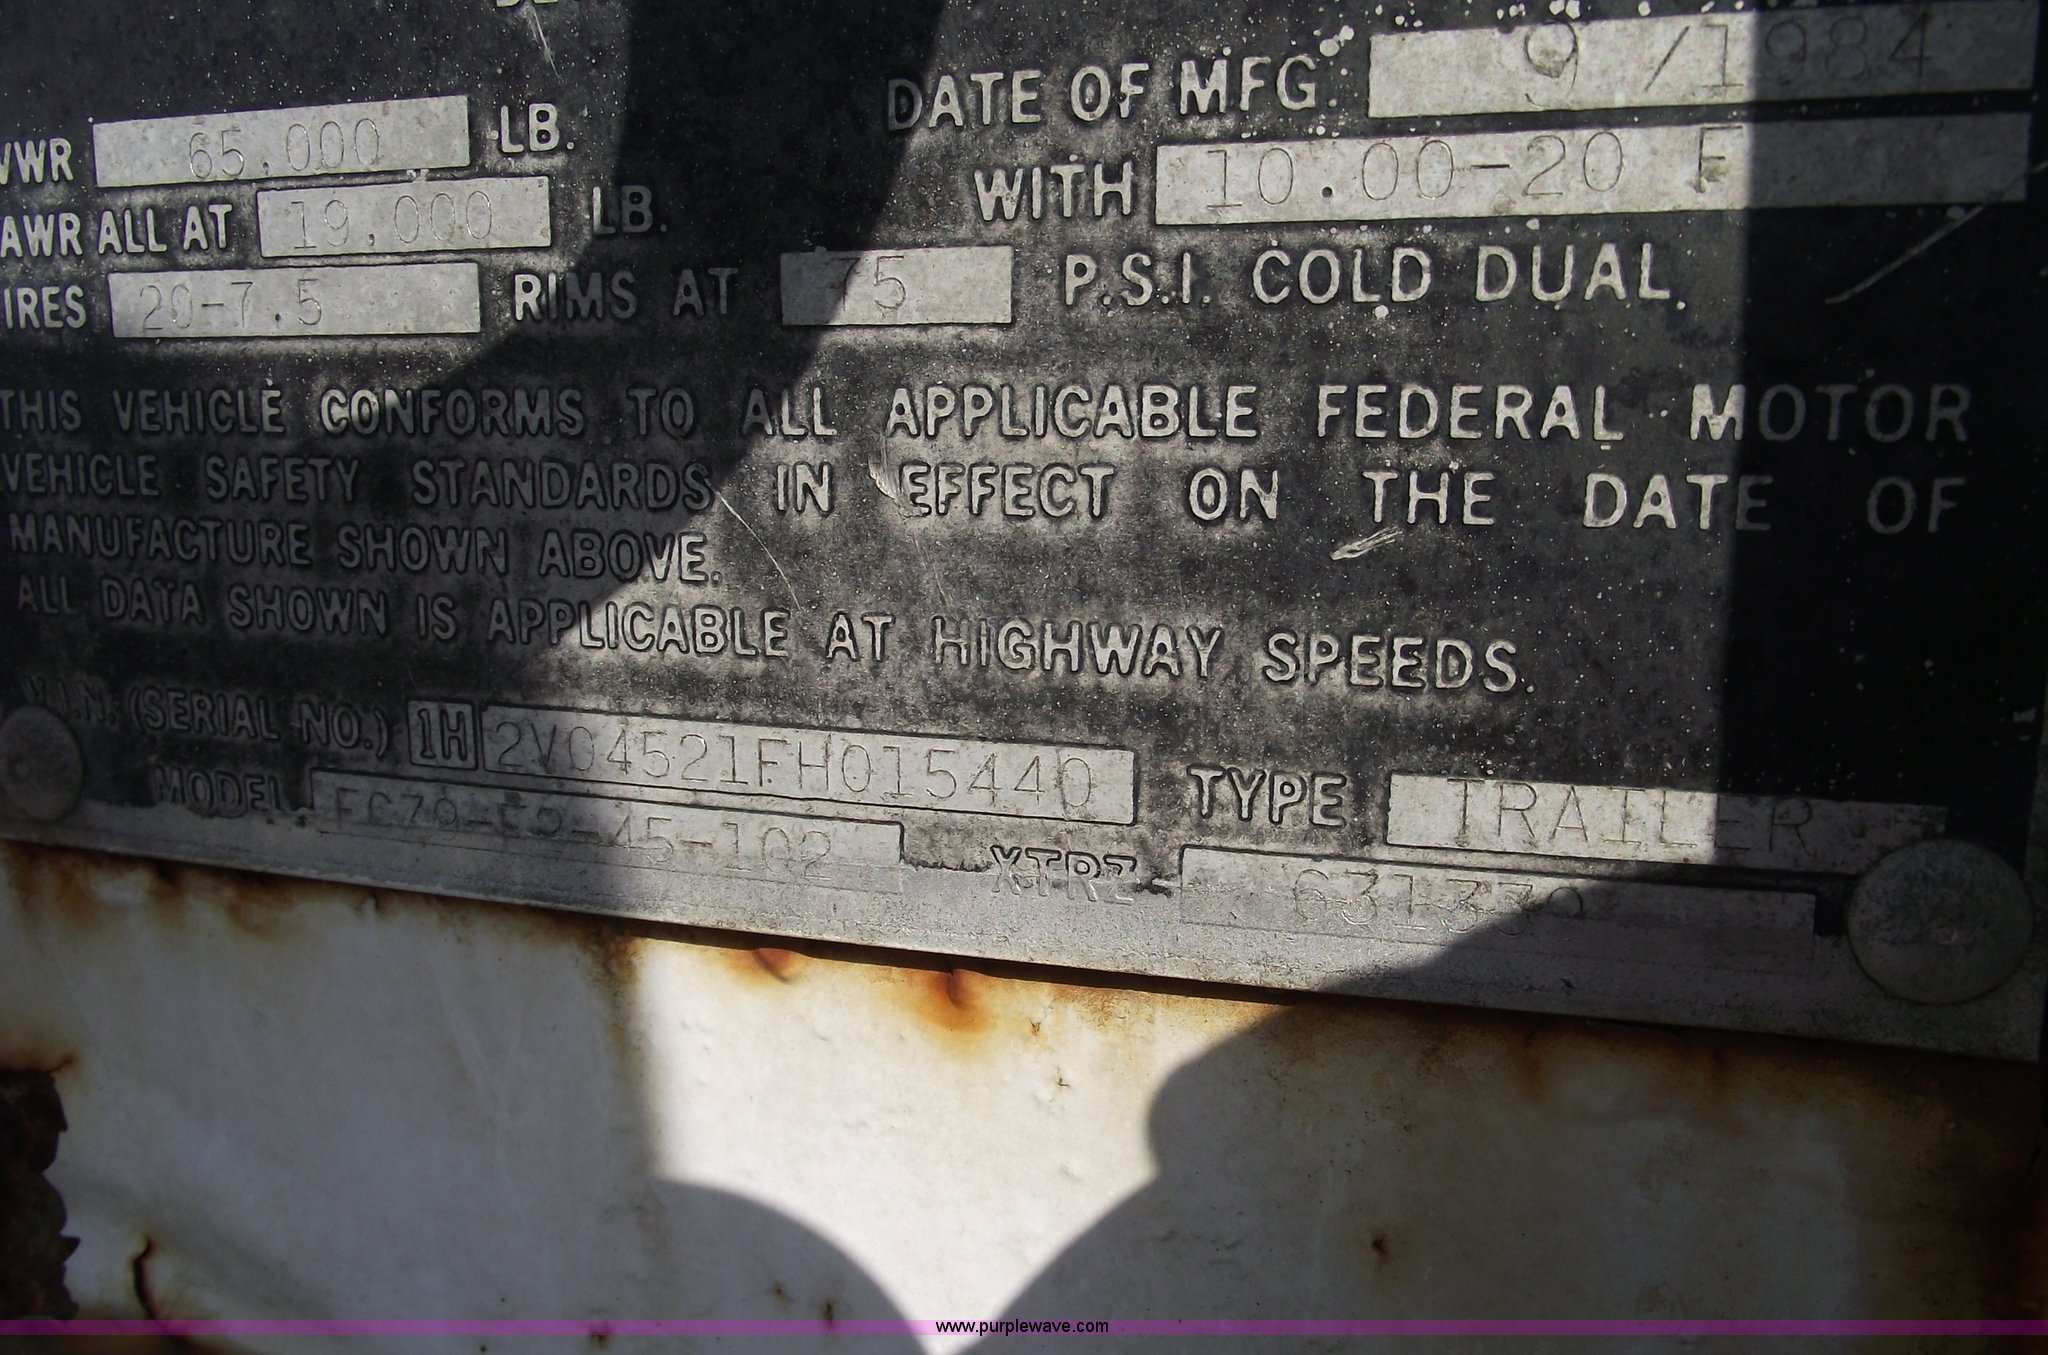 DATE OF MFG. 9 /1984
VWR 65,000 LB.
WITH 10.00-20 F
AWR ALL AT 19,000 LB.
IRES 20-7.5 RIMS AT 75 P.S.I. COLD DUAL.
THIS VEHICLE CONFORMS TO ALL APPLICABLE FEDERAL MOTOR
VEHICLE SAFETY STANDARDS IN EFFECT ON THE DATE OF
MANUFACTURE SHOWN ABOVE.
ALL DATA SHOWN IS APPLICABLE AT HIGHWAY SPEEDS.
V.I.N. (SERIAL NO.) 1H 2V04521FH015440 TYPE TRAILER
MODEL XTRZ
www.purplewave.com